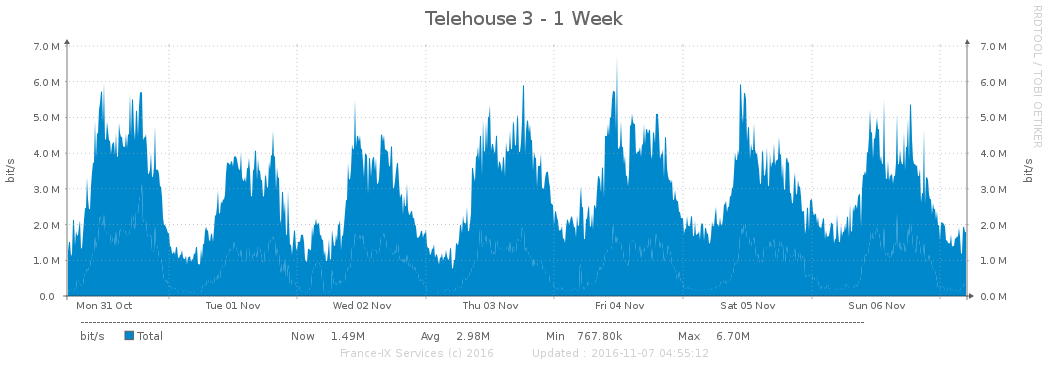 Telehouse 3 - 1 Week
RRDTOOL / TOBI OETIKER
bit/s
7.0 M
6.0 M
5.0 M
4.0 M
3.0 M
2.0 M
1.0 M
0.0
7.0 M
6.0 M
5.0 M
4.0 M
3.0 M
2.0 M
1.0 M
0.0 M
bit/s
Mon 31 Oct Tue 01 Nov Wed 02 Nov Thu 03 Nov Fri 04 Nov Sat 05 Nov Sun 06 Nov
bit/s Total Now 1.49M Avg 2.98M Min 767.80k Max 6.70M
France-IX Services (c) 2016 Updated : 2016-11-07 04:55:12